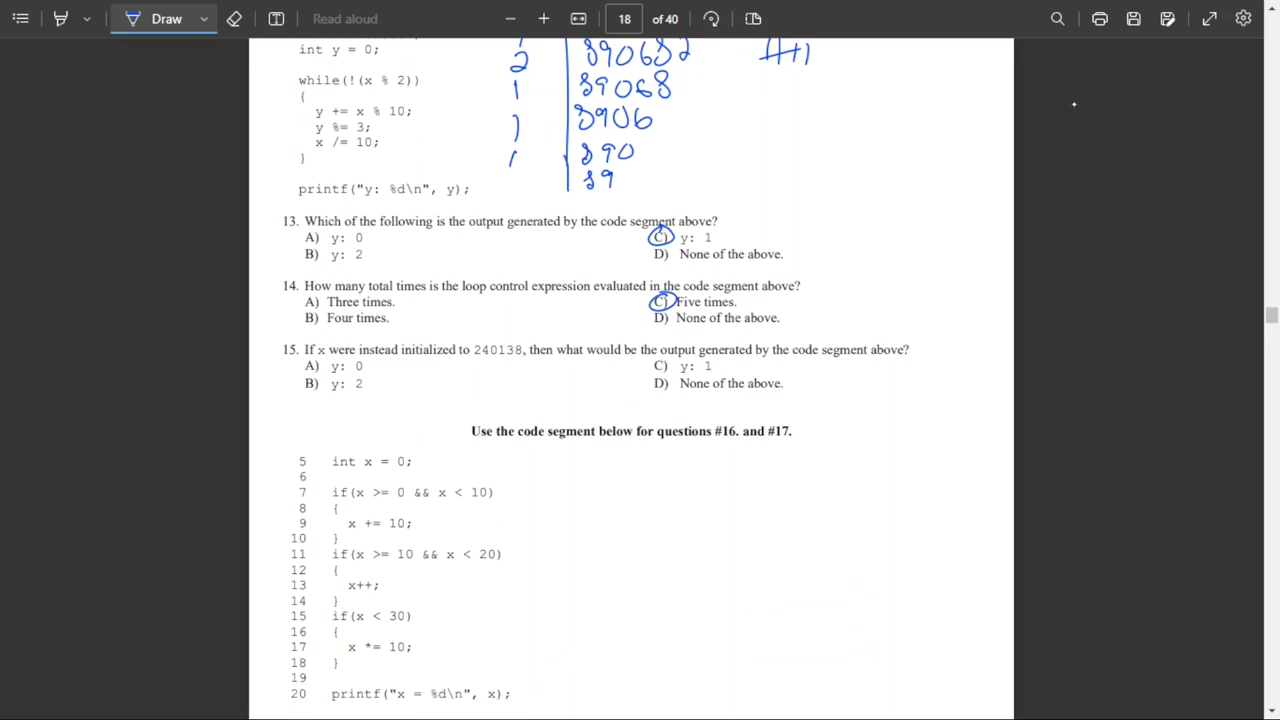 Draw
Read aloud
18 of 40
int y = 0;
2 890682 4+1
while(!(x % 2))
1 89068
{
y += x % 10;
1 8906
y %= 3;
x /= 10;
1 890
}
89
printf("y: %d\n", y);
13. Which of the following is the output generated by the code segment above?
A) y: 0 C) y: 1
B) y: 2 D) None of the above.
14. How many total times is the loop control expression evaluated in the code segment above?
A) Three times. C) Five times.
B) Four times. D) None of the above.
15. If x were instead initialized to 240138, then what would be the output generated by the code segment above?
A) y: 0 C) y: 1
B) y: 2 D) None of the above.
Use the code segment below for questions #16. and #17.
5 int x = 0;
6
7 if(x >= 0 && x < 10)
8 {
9 x += 10;
10 }
11 if(x >= 10 && x < 20)
12 {
13 x++;
14 }
15 if(x < 30)
16 {
17 x *= 10;
18 }
19
20 printf("x = %d\n", x);